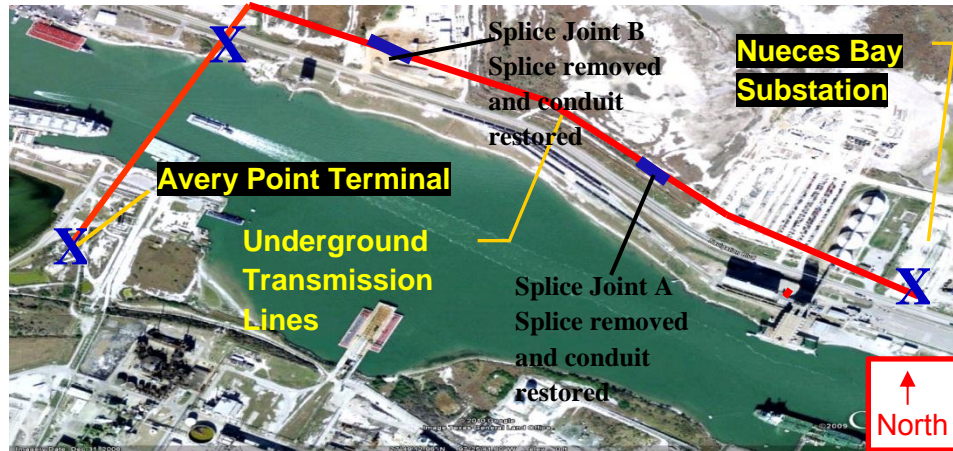 X
Splice Joint B
Splice removed
and conduit
restored
Nueces Bay
Substation
Avery Point Terminal
X
Underground
Transmission
Lines
Splice Joint A
Splice removed
and conduit
restored
X
North
©2009